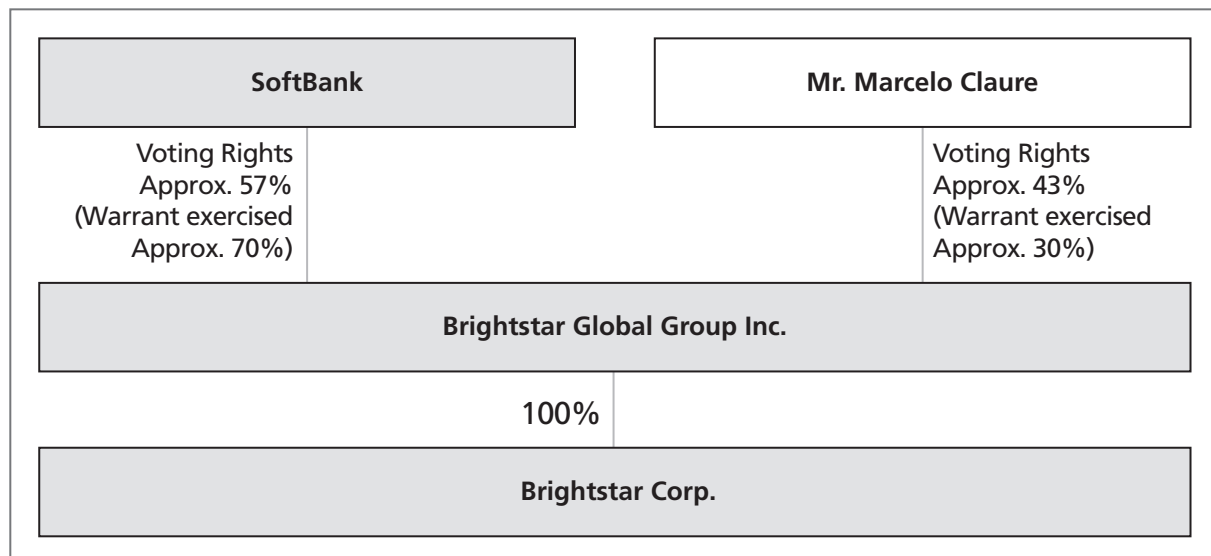 SoftBank
Mr. Marcelo Claure
Voting Rights
Approx. 57%
(Warrant exercised
Approx. 70%)
Voting Rights
Approx. 43%
(Warrant exercised
Approx. 30%)
Brightstar Global Group Inc.
100%
Brightstar Corp.